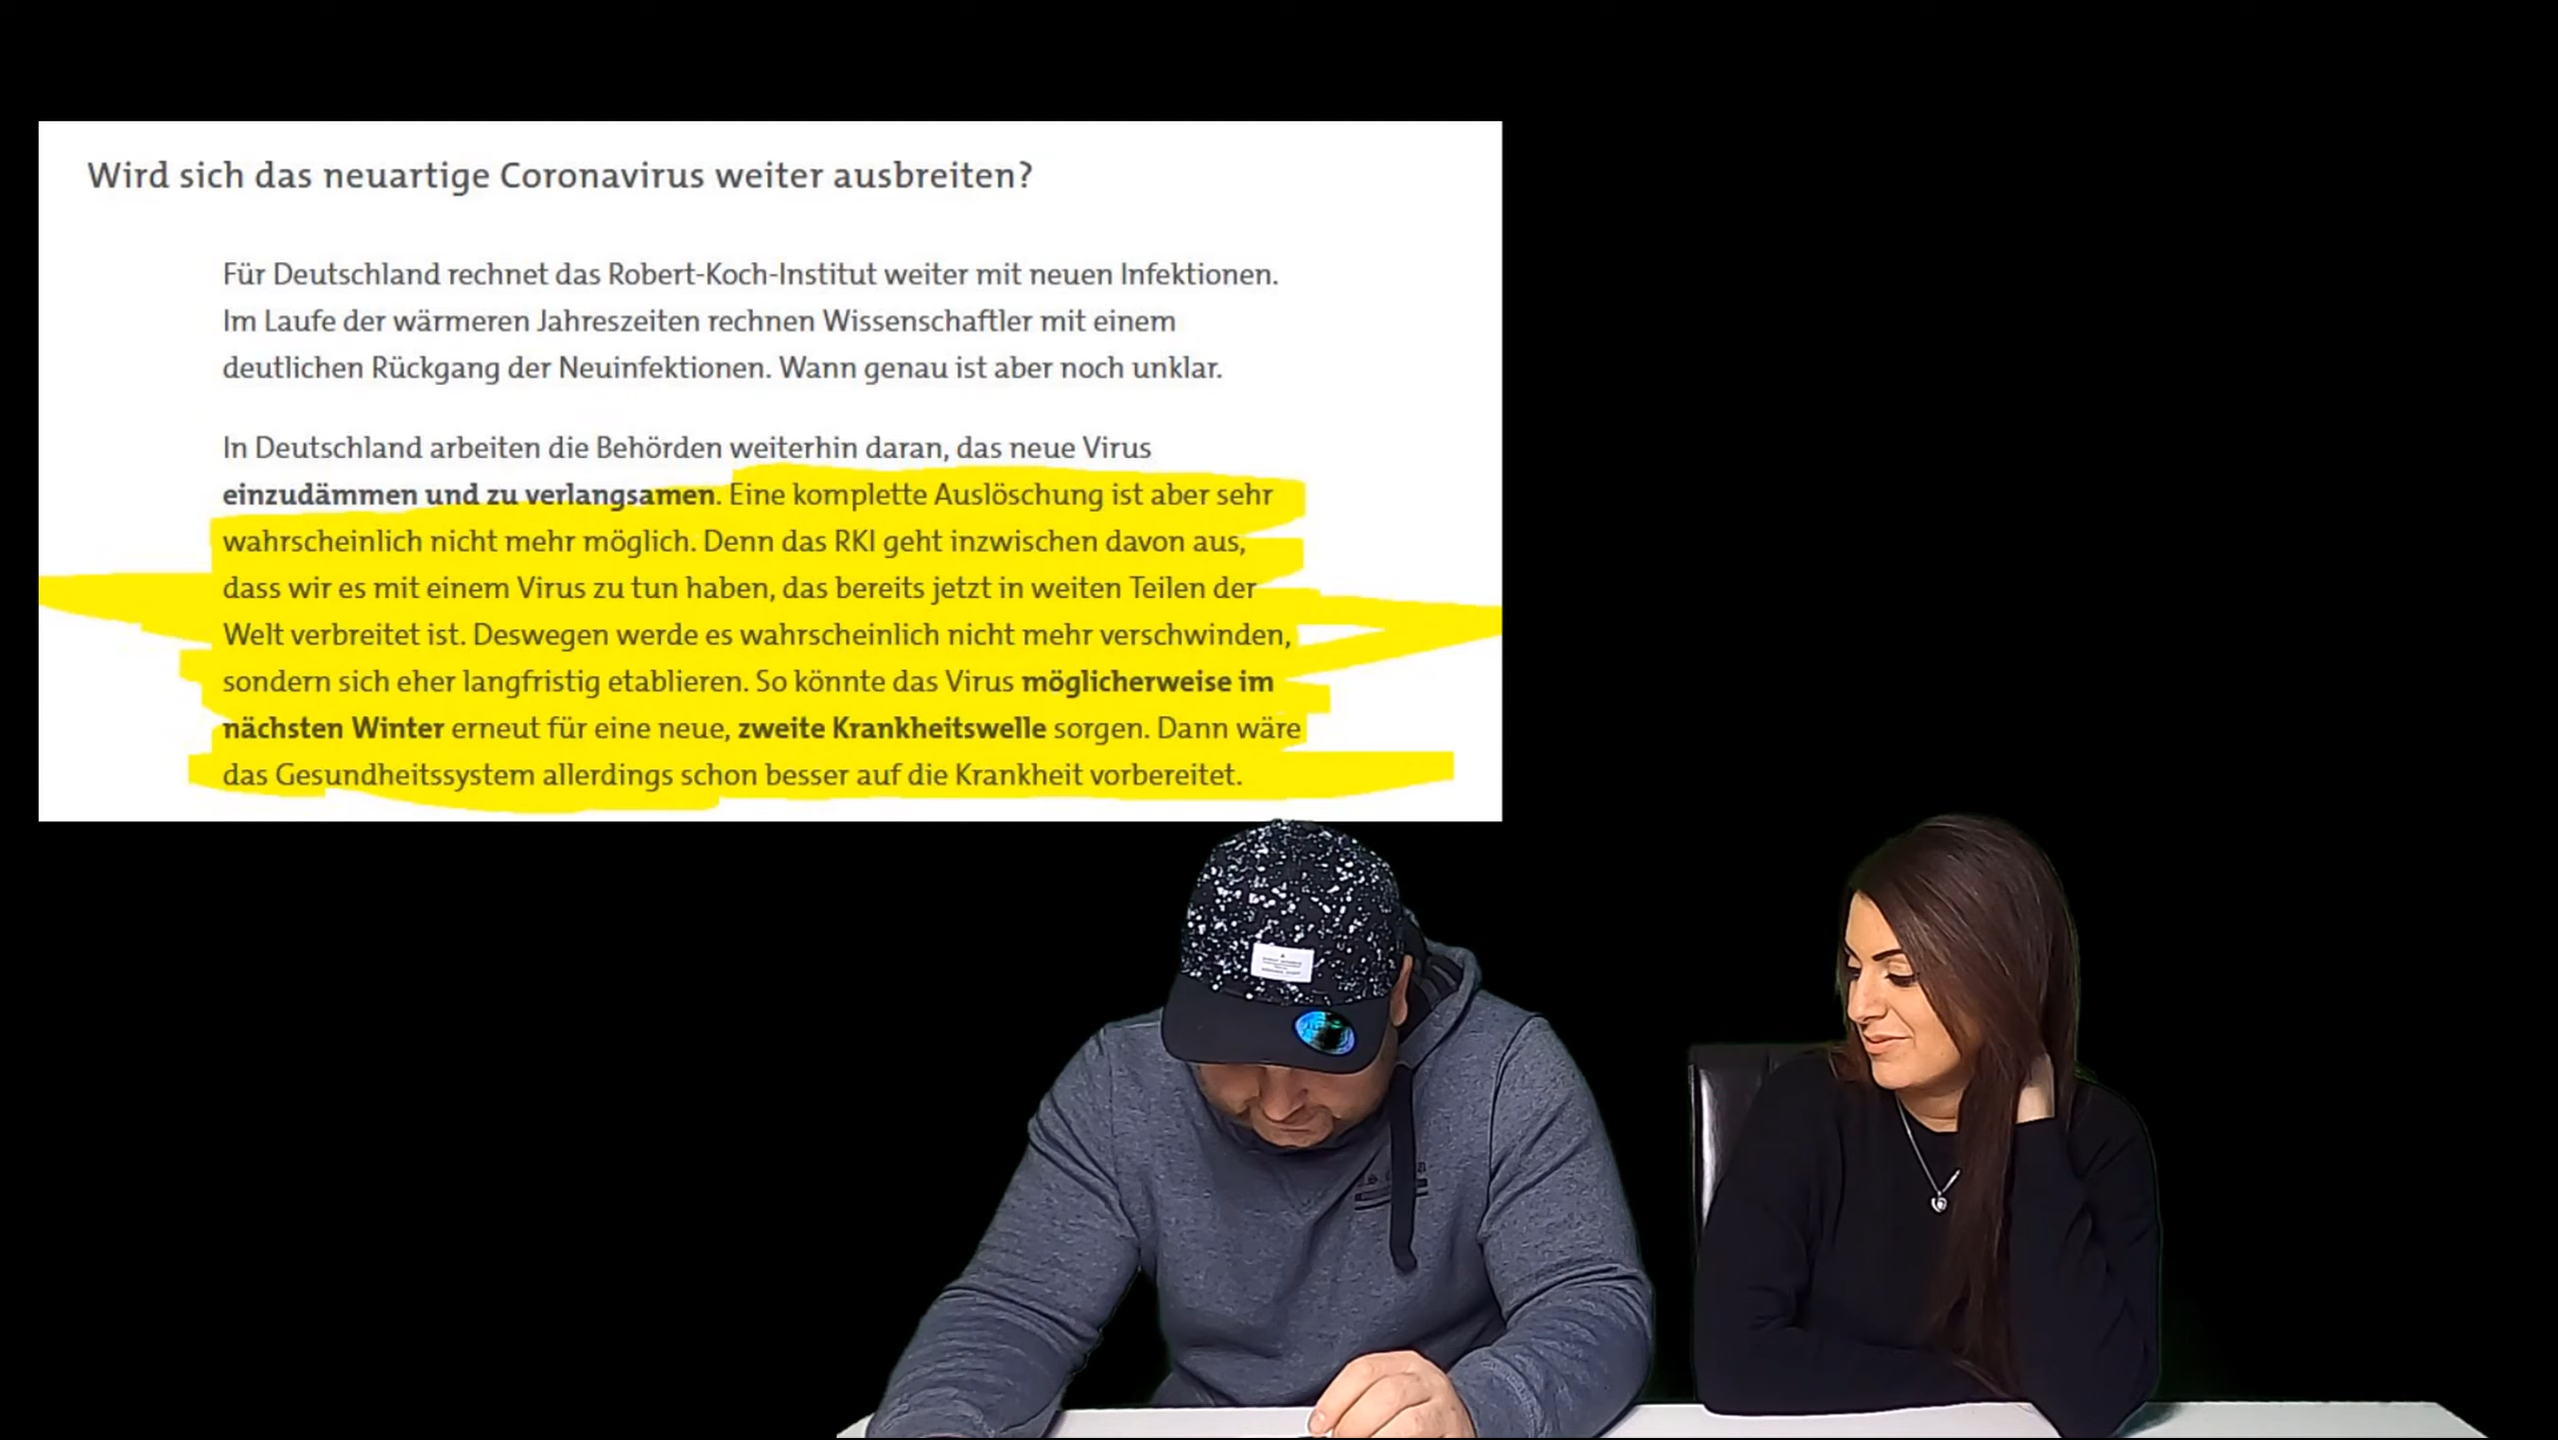 Wird sich das neuartige Coronavirus weiter ausbreiten?
Für Deutschland rechnet das Robert-Koch-Institut weiter mit neuen Infektionen.
Im Laufe der wärmeren Jahreszeiten rechnen Wissenschaftler mit einem
deutlichen Rückgang der Neuinfektionen. Wann genau ist aber noch unklar.
In Deutschland arbeiten die Behörden weiterhin daran, das neue Virus
einzudämmen und zu verlangsamen. Eine komplette Auslöschung ist aber sehr
wahrscheinlich nicht mehr möglich. Denn das RKI geht inzwischen davon aus,
dass wir es mit einem Virus zu tun haben, das bereits jetzt in weiten Teilen der
Welt verbreitet ist. Deswegen werde es wahrscheinlich nicht mehr verschwinden,
sondern sich eher langfristig etablieren. So könnte das Virus möglicherweise im
nächsten Winter erneut für eine neue, zweite Krankheitswelle sorgen. Dann wäre
das Gesundheitssystem allerdings schon besser auf die Krankheit vorbereitet.